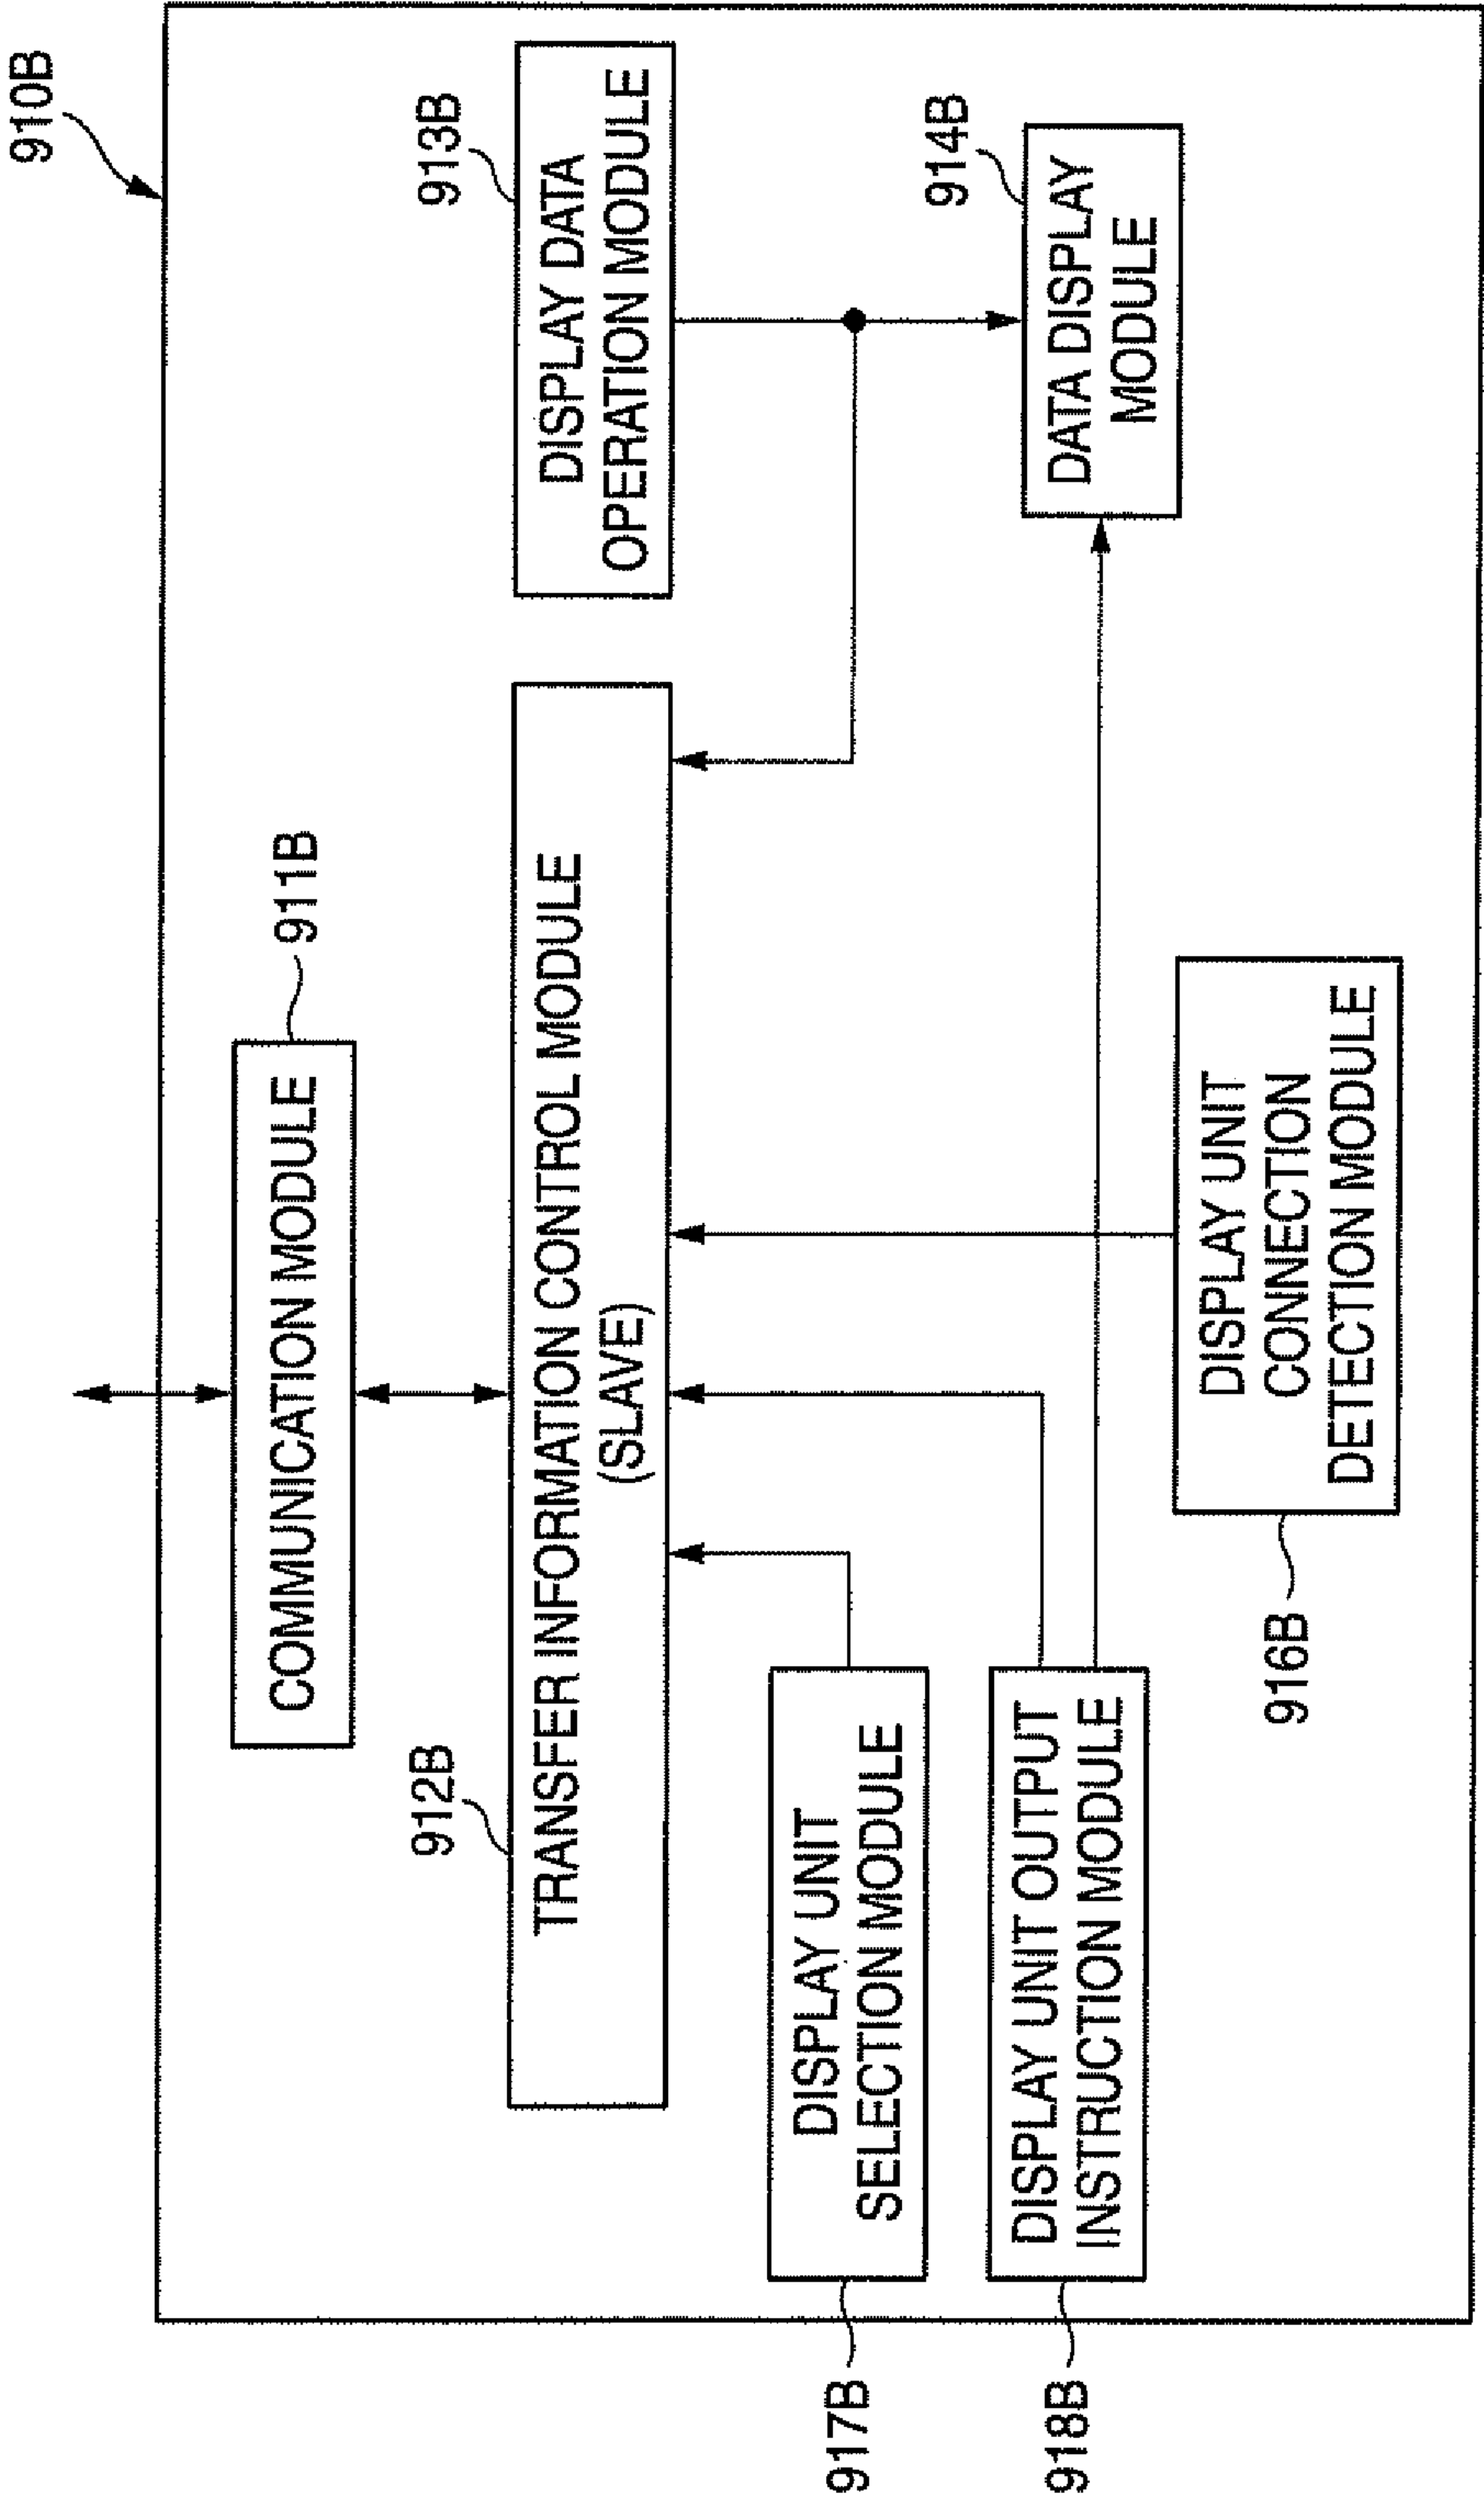 910B
COMMUNICATION MODULE
911B
912B
TRANSFER INFORMATION CONTROL MODULE
(SLAVE)
913B
DISPLAY DATA
OPERATION MODULE
917B
DISPLAY UNIT
SELECTION MODULE
918B
DISPLAY UNIT OUTPUT
INSTRUCTION MODULE
914B
DATA DISPLAY
MODULE
916B
DISPLAY UNIT
CONNECTION
DETECTION MODULE